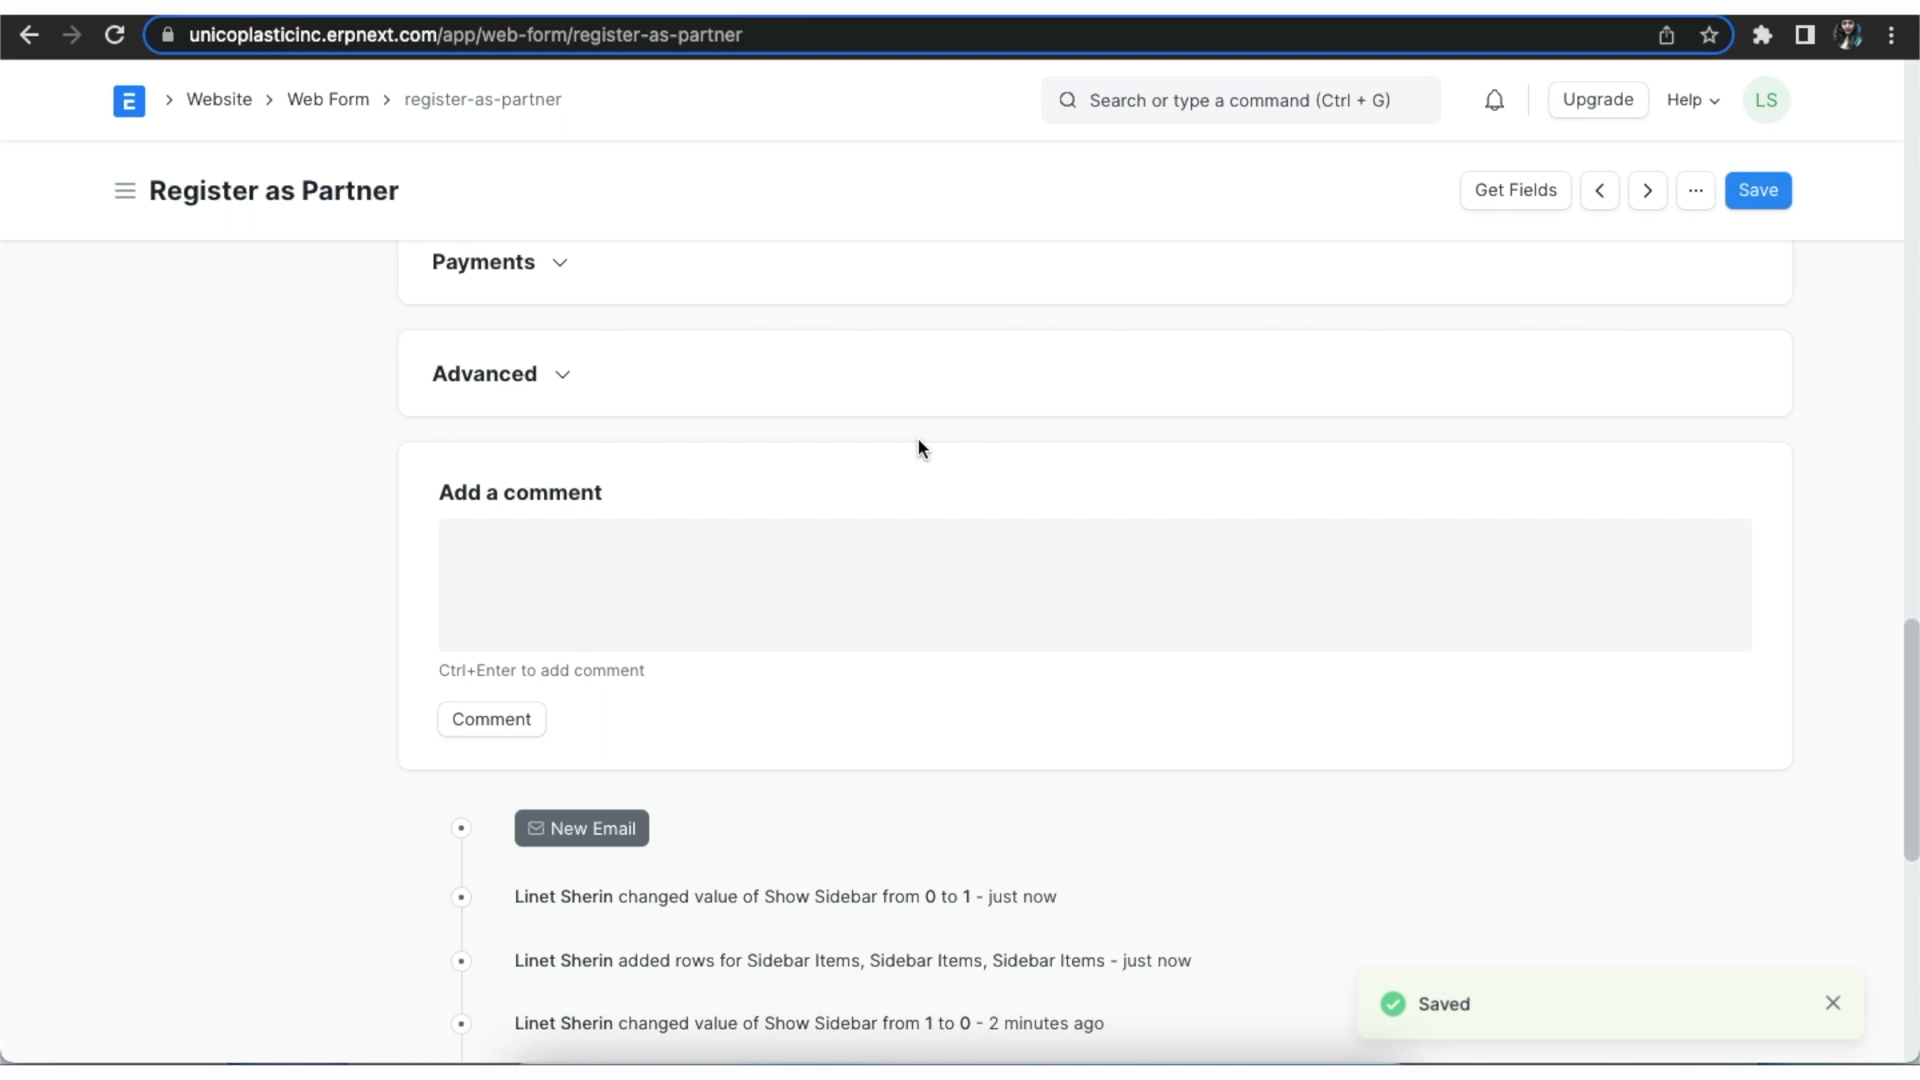 unicoplasticinc.erpnext.com/app/web-form/register-as-partner
E > Website > Web Form > register-as-partner
Search or type a command (Ctrl + G)
Upgrade
Help
LS
Register as Partner
Get Fields
Save
Payments
Advanced
Add a comment
Ctrl+Enter to add comment
Comment
New Email
Linet Sherin changed value of Show Sidebar from 0 to 1 - just now
Linet Sherin added rows for Sidebar Items, Sidebar Items, Sidebar Items - just now
Linet Sherin changed value of Show Sidebar from 1 to 0 - 2 minutes ago
Saved